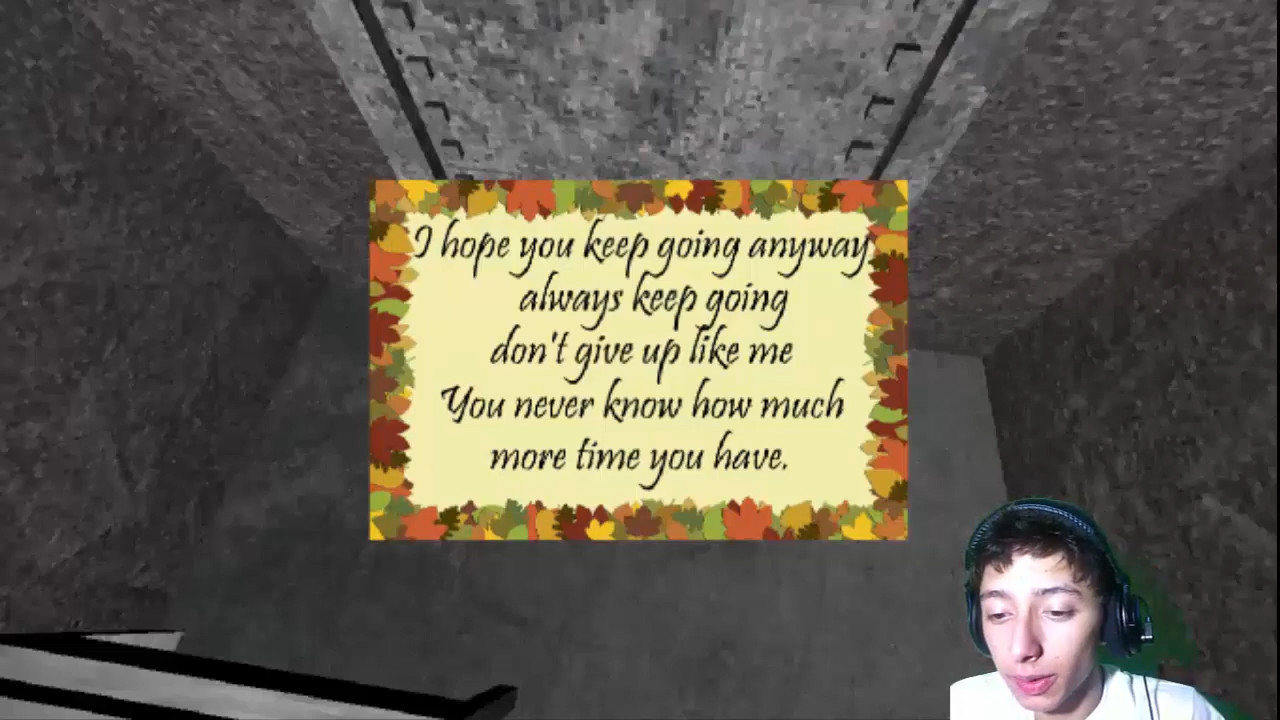 I hope you keep going anyway
always keep going
don't give up like me
You never know how much
more time you have.